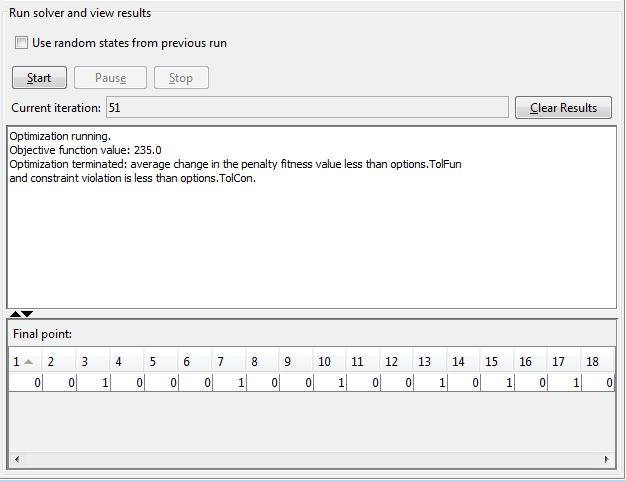 Run solver and view results
Use random states from previous run
Start Pause Stop
Current iteration: 51 Clear Results
Optimization running.
Objective function value: 235.0
Optimization terminated: average change in the penalty fitness value less than options.TolFun
and constraint violation is less than options.TolCon.
Final point:
1 2 3 4 5 6 7 8 9 10 11 12 13 14 15 16 17 18
0 0 1 0 0 0 1 0 0 1 0 0 1 0 1 0 1 0